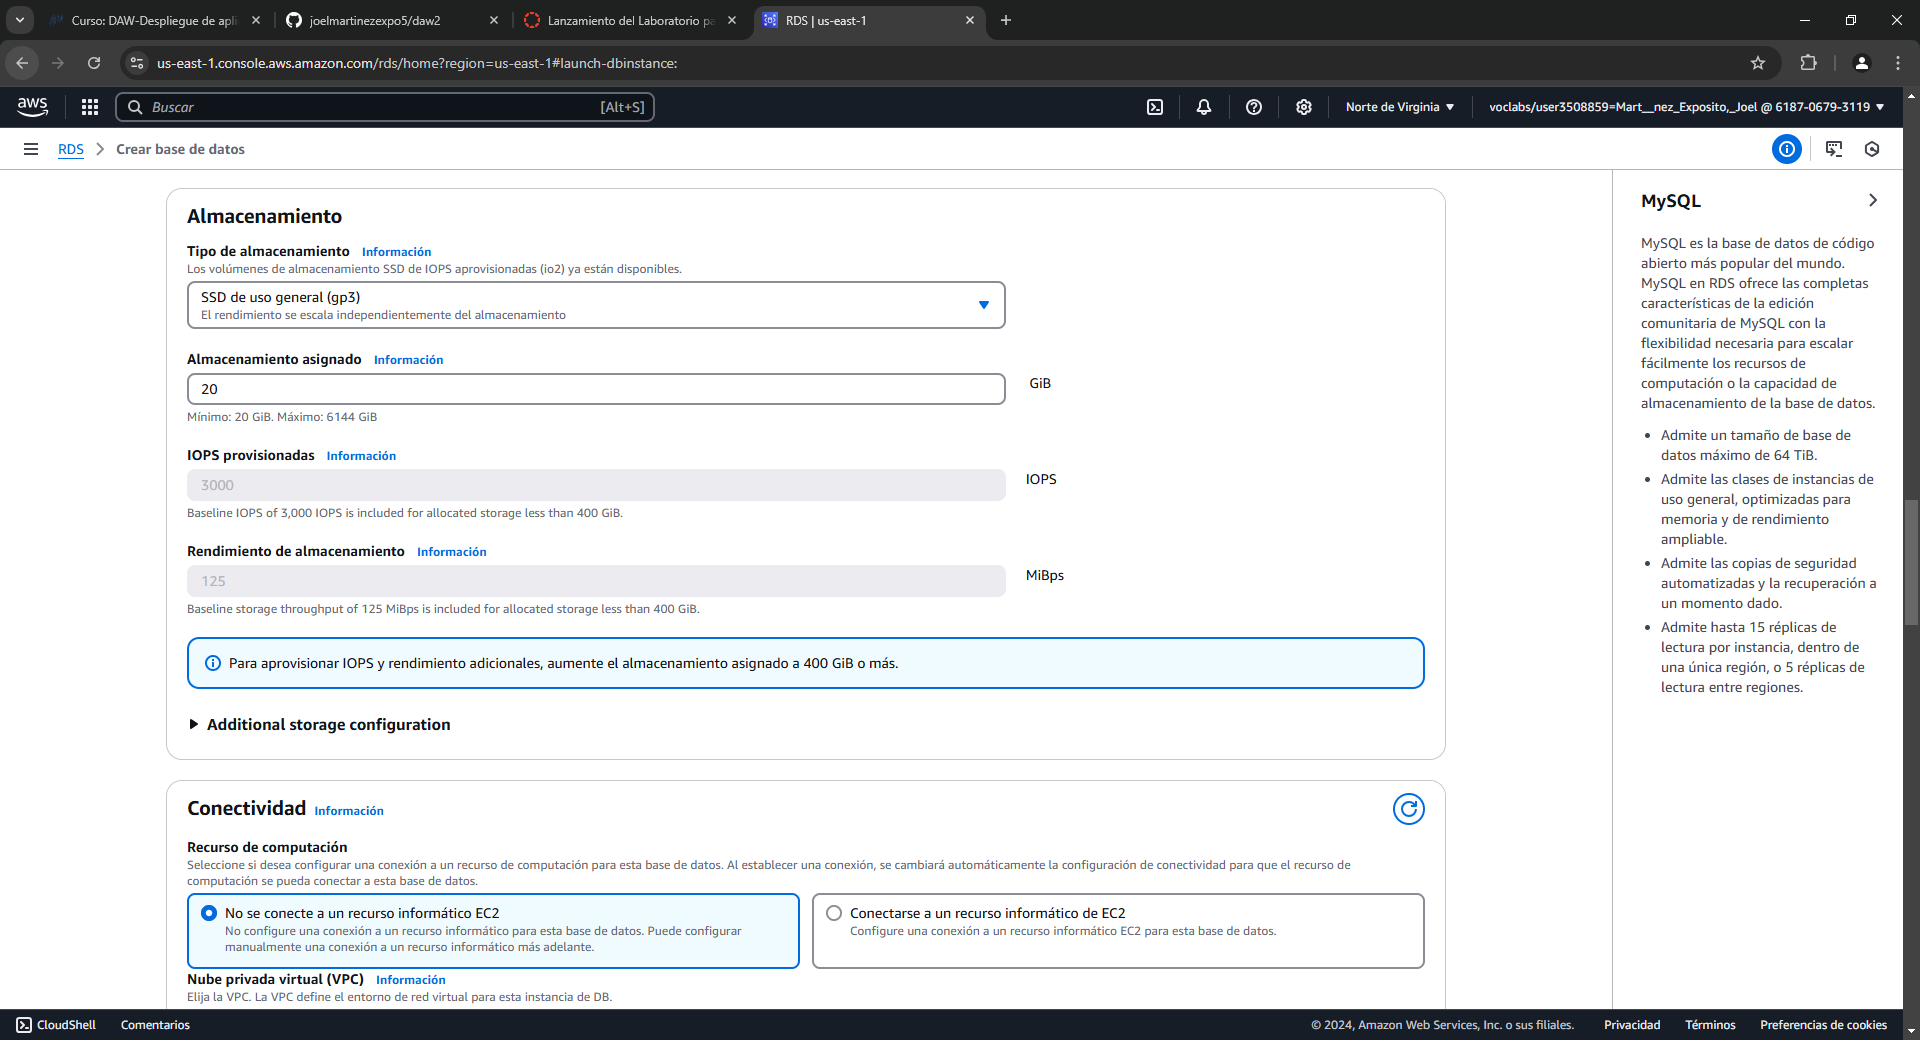 Curso: DAW-Despliegue de apli
joelmartinezexpo5/daw2
Lanzamiento del Laboratorio pa
RDS | us-east-1
us-east-1.console.aws.amazon.com/rds/home?region=us-east-1#launch-dbinstance:
aws
Buscar
[Alt+S]
Norte de Virginia
voclabs/user3508859=Mart__nez_Exposito,_Joel @ 6187-0679-3119
RDS
Crear base de datos
Almacenamiento
Tipo de almacenamiento Información
Los volúmenes de almacenamiento SSD de IOPS aprovisionadas (io2) ya están disponibles.
SSD de uso general (gp3)
El rendimiento se escala independientemente del almacenamiento
Almacenamiento asignado Información
20
GiB
Mínimo: 20 GiB. Máximo: 6144 GiB
IOPS provisionadas Información
3000
IOPS
Baseline IOPS of 3,000 IOPS is included for allocated storage less than 400 GiB.
Rendimiento de almacenamiento Información
125
MiBps
Baseline storage throughput of 125 MiBps is included for allocated storage less than 400 GiB.
Para aprovisionar IOPS y rendimiento adicionales, aumente el almacenamiento asignado a 400 GiB o más.
Additional storage configuration
Conectividad Información
Recurso de computación
Seleccione si desea configurar una conexión a un recurso de computación para esta base de datos. Al establecer una conexión, se cambiará automáticamente la configuración de conectividad para que el recurso de
computación se pueda conectar a esta base de datos.
No se conecte a un recurso informático EC2
No configure una conexión a un recurso informático para esta base de datos. Puede configurar
manualmente una conexión a un recurso informático más adelante.
Conectarse a un recurso informático de EC2
Configure una conexión a un recurso informático EC2 para esta base de datos.
Nube privada virtual (VPC) Información
Elija la VPC. La VPC define el entorno de red virtual para esta instancia de DB.
MySQL
MySQL es la base de datos de código
abierto más popular del mundo.
MySQL en RDS ofrece las completas
características de la edición
comunitaria de MySQL con la
flexibilidad necesaria para escalar
fácilmente los recursos de
computación o la capacidad de
almacenamiento de la base de datos.
• Admite un tamaño de base de
datos máximo de 64 TiB.
• Admite las clases de instancias de
uso general, optimizadas para
memoria y de rendimiento
ampliable.
• Admite las copias de seguridad
automatizadas y la recuperación a
un momento dado.
• Admite hasta 15 réplicas de
lectura por instancia, dentro de
una única región, o 5 réplicas de
lectura entre regiones.
CloudShell
Comentarios
© 2024, Amazon Web Services, Inc. o sus filiales.
Privacidad
Términos
Preferencias de cookies